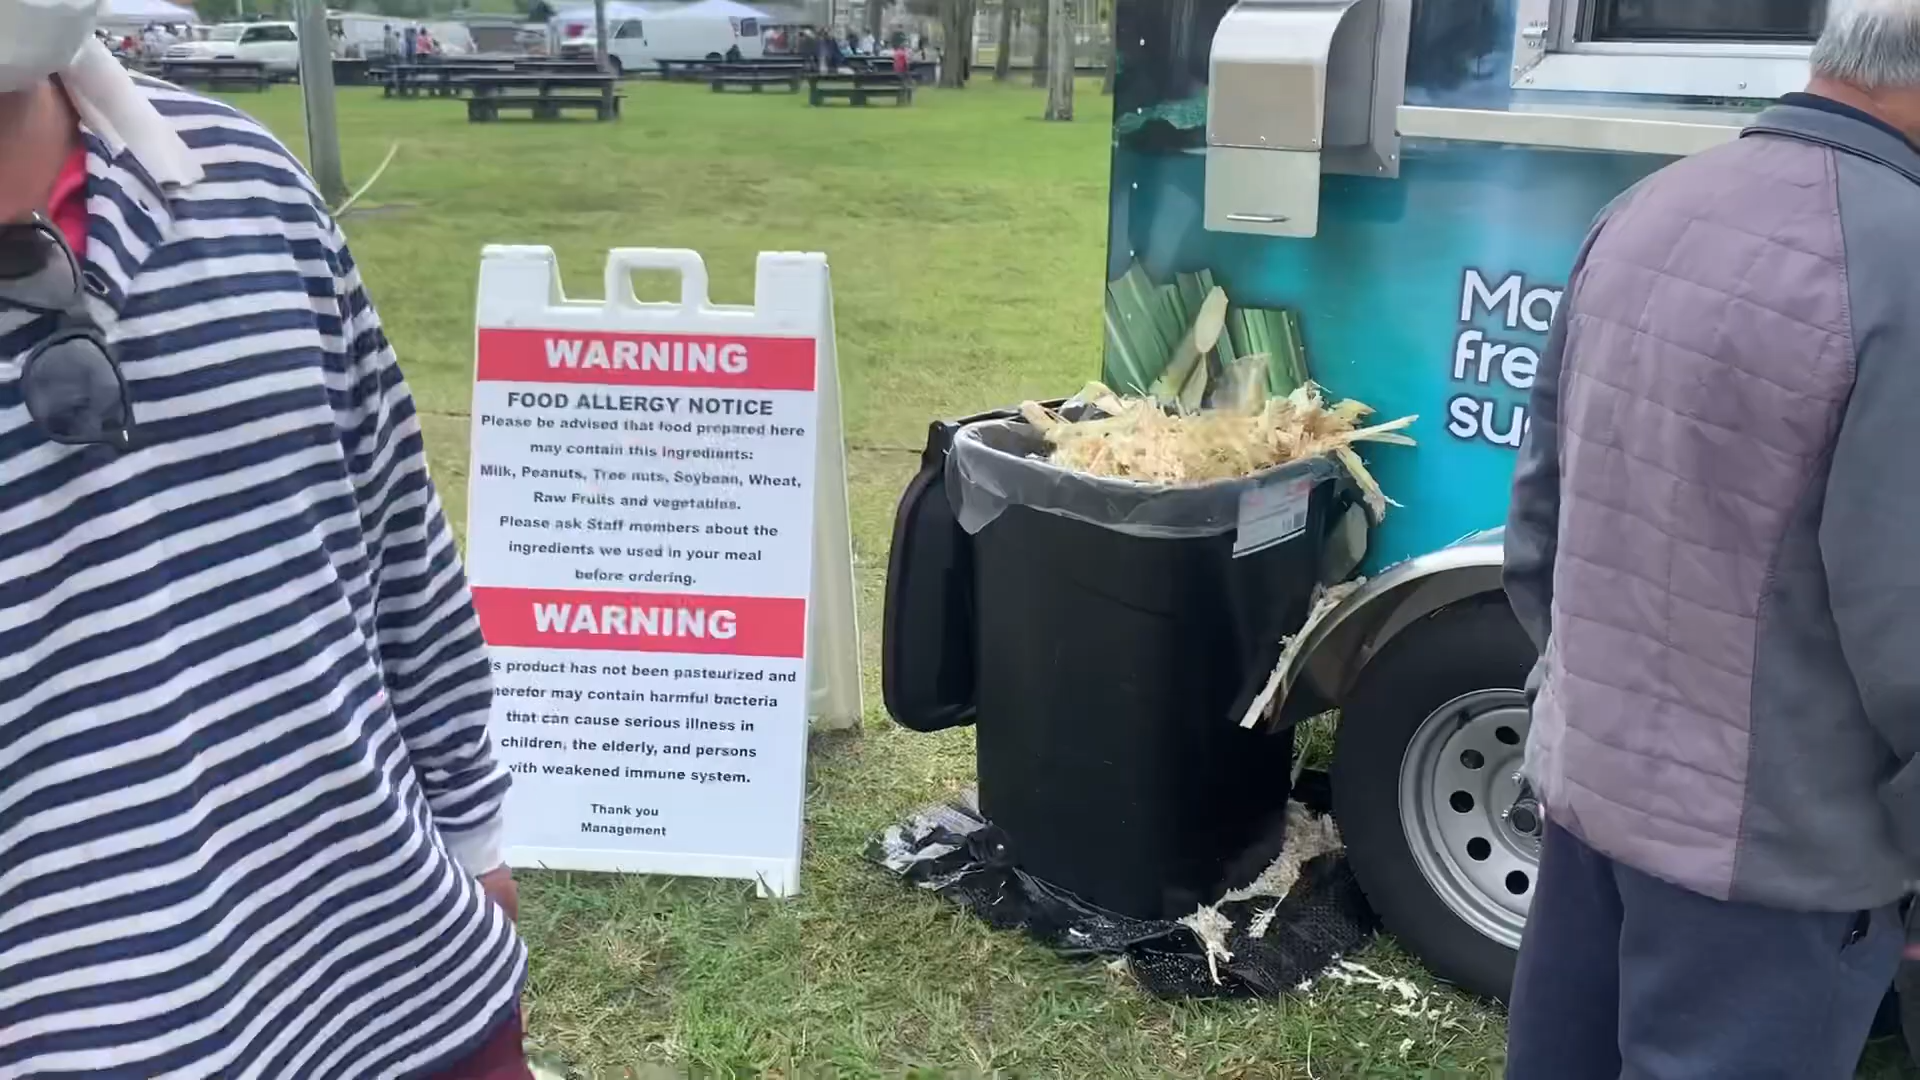 WARNING
FOOD ALLERGY NOTICE
Please be advised that food prepared here
may contain this Ingredients:
Milk, Peanuts, Tree nuts, Soybean, Wheat,
Raw Fruits and vegetables.
Please ask Staff members about the
ingredients we used in your meal
before ordering.
WARNING
s product has not been pasteurized and
herefor may contain harmful bacteria
that can cause serious illness in
children, the elderly, and persons
with weakened immune system.
Thank you
Management
Ma
fre
su